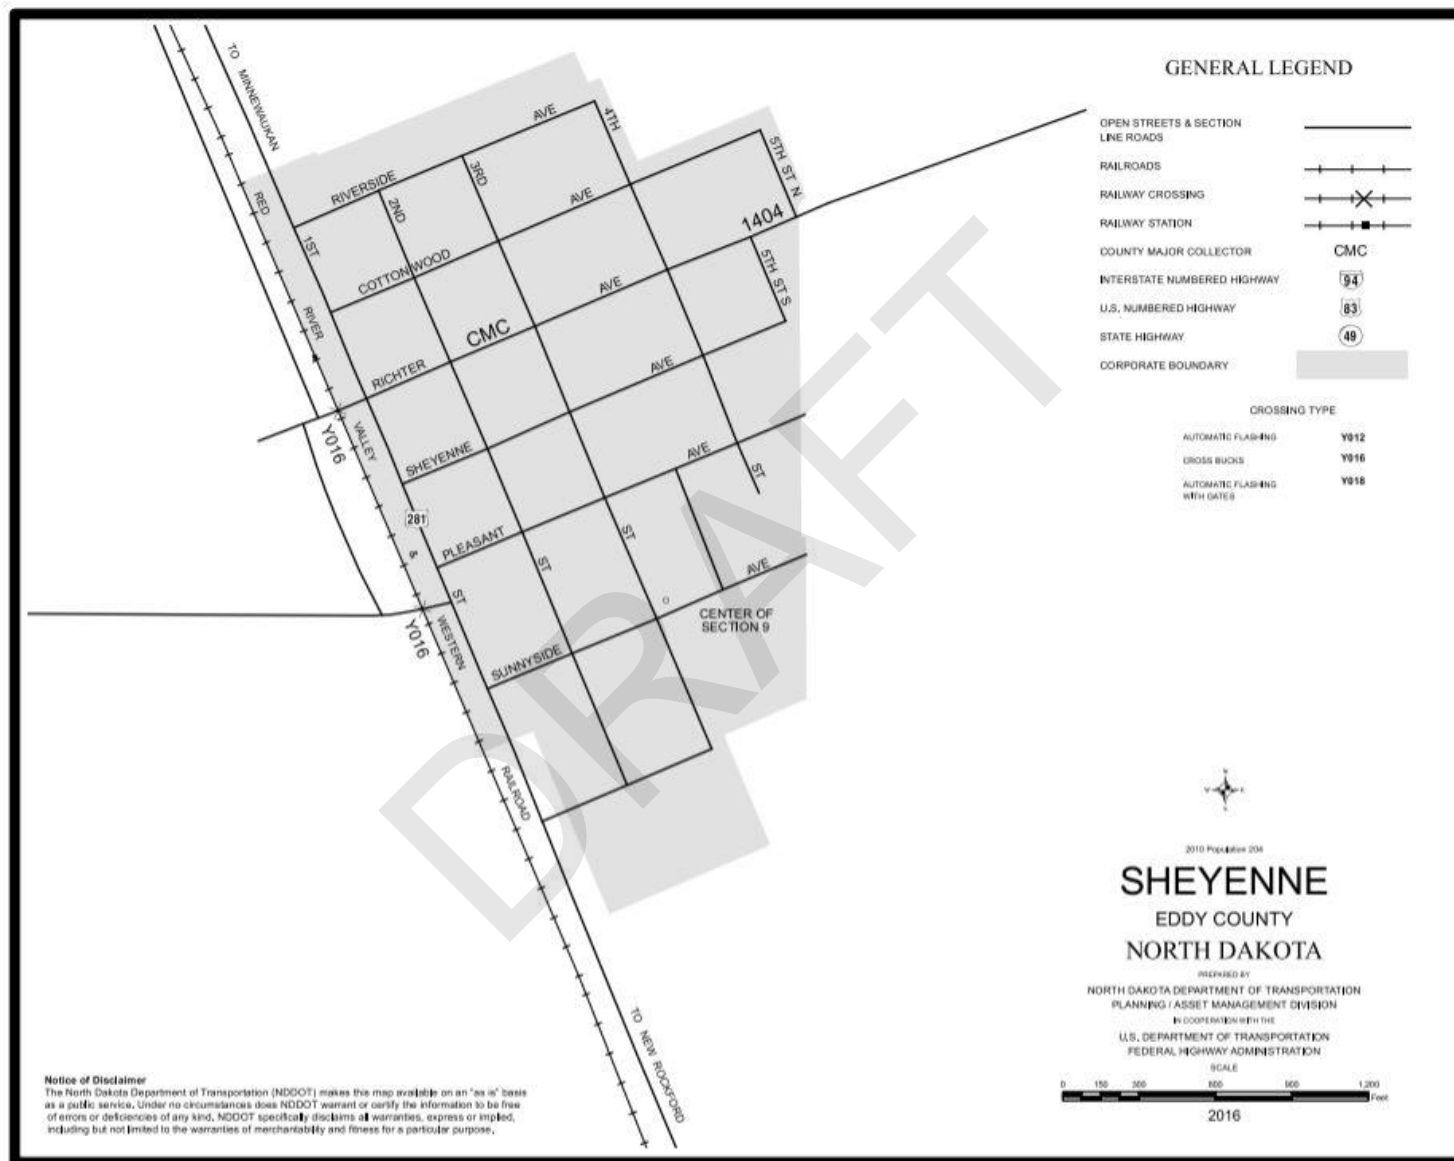 TO MINNEWAUKAN
RED
RIVER
VALLEY
&
WESTERN
RAILROAD
TO NEW ROCKFORD
RIVERSIDE
AVE
4TH
5TH ST N
3RD
2ND
1ST
COTTONWOOD
AVE
1404
5TH ST S
CMC
AVE
RICHTER
Y016
SHEYENNE
AVE
281
PLEASANT
AVE
ST
ST
ST
ST
Y016
SUNNYSIDE
AVE
CENTER OF
SECTION 9
DRAFT
GENERAL LEGEND
OPEN STREETS & SECTION
LINE ROADS
RAILROADS
RAILWAY CROSSING
RAILWAY STATION
COUNTY MAJOR COLLECTOR CMC
INTERSTATE NUMBERED HIGHWAY 94
U.S. NUMBERED HIGHWAY 83
STATE HIGHWAY 49
CORPORATE BOUNDARY
CROSSING TYPE
AUTOMATIC FLASHING Y012
CROSS BUCKS Y016
AUTOMATIC FLASHING Y018
WITH GATES
N
W E
S
2010 Population 204
SHEYENNE
EDDY COUNTY
NORTH DAKOTA
PREPARED BY
NORTH DAKOTA DEPARTMENT OF TRANSPORTATION
PLANNING / ASSET MANAGEMENT DIVISION
IN COOPERATION WITH THE
U.S. DEPARTMENT OF TRANSPORTATION
FEDERAL HIGHWAY ADMINISTRATION
SCALE
0 150 300 600 900 1,200
Feet
2016
Notice of Disclaimer
The North Dakota Department of Transportation (NDDOT) makes this map available on an "as is" basis
as a public service. Under no circumstances does NDDOT warrant or certify the information to be free
of errors or deficiencies of any kind. NDDOT specifically disclaims all warranties, express or implied,
including but not limited to the warranties of merchantability and fitness for a particular purpose.